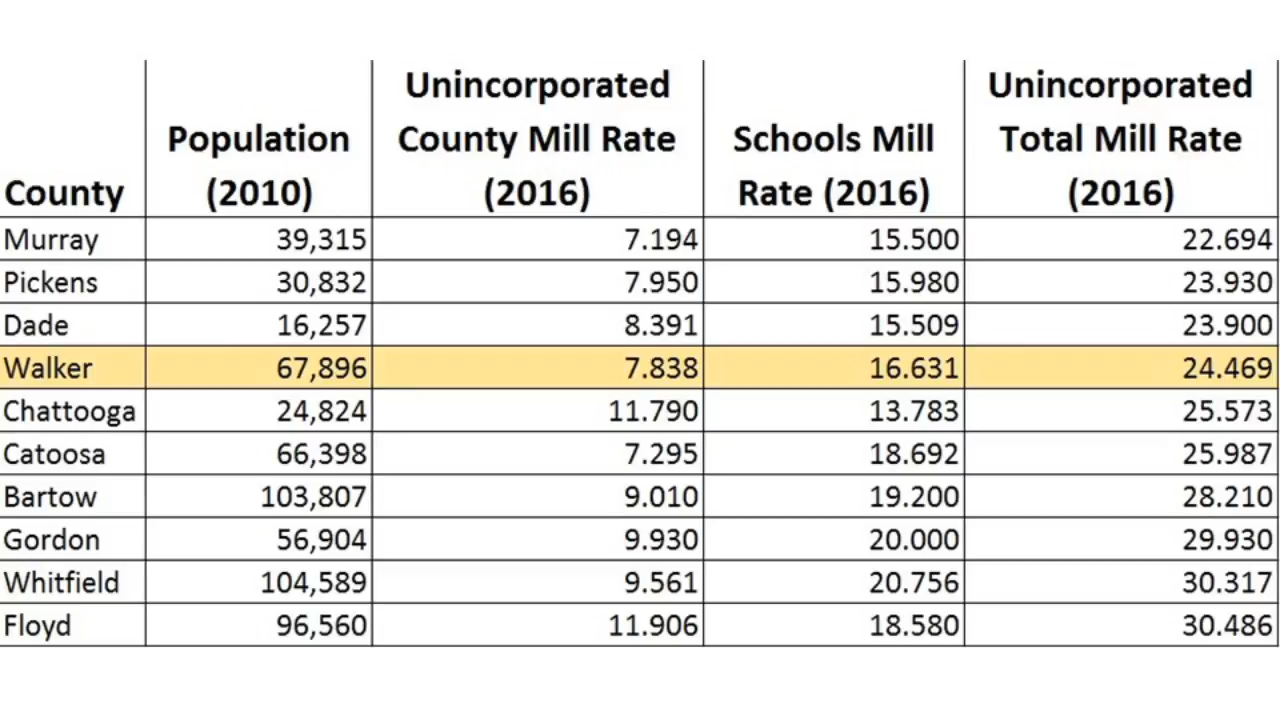 County Population (2010) Unincorporated County Mill Rate (2016) Schools Mill Rate (2016) Unincorporated Total Mill Rate (2016)
Murray 39,315 7.194 15.500 22.694
Pickens 30,832 7.950 15.980 23.930
Dade 16,257 8.391 15.509 23.900
Walker 67,896 7.838 16.631 24.469
Chattooga 24,824 11.790 13.783 25.573
Catoosa 66,398 7.295 18.692 25.987
Bartow 103,807 9.010 19.200 28.210
Gordon 56,904 9.930 20.000 29.930
Whitfield 104,589 9.561 20.756 30.317
Floyd 96,560 11.906 18.580 30.486